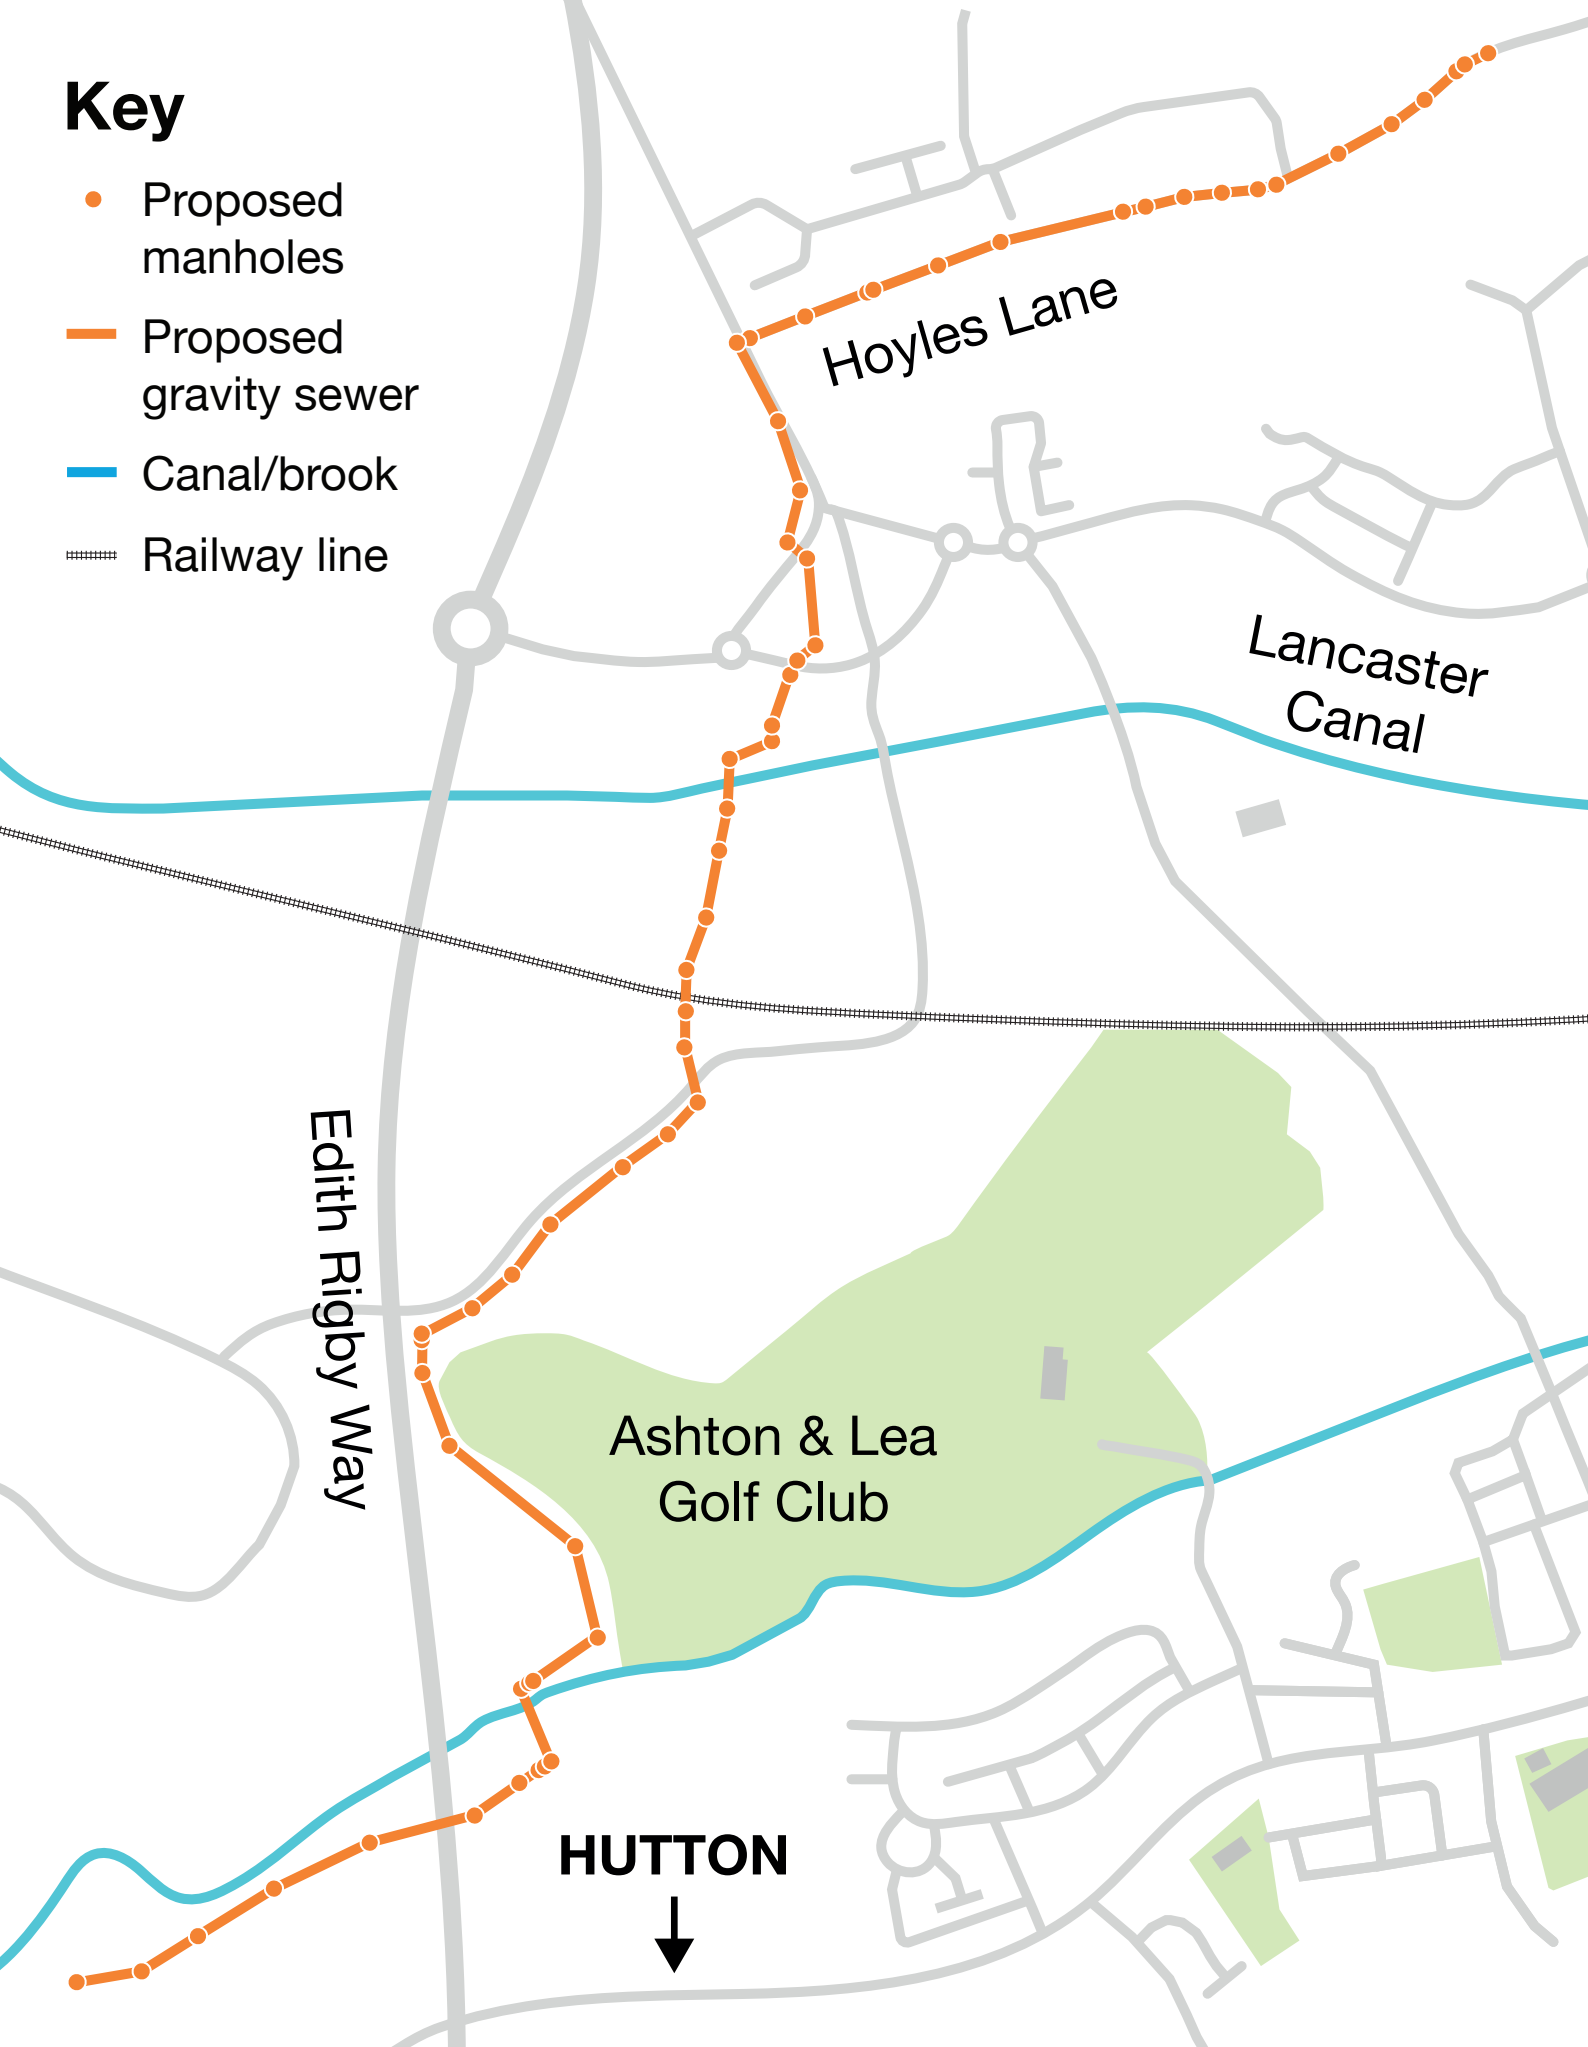 Key
Proposed
manholes
Proposed
gravity sewer
Canal/brook
Railway line
Hoyles Lane
Lancaster
Canal
Edith Rigby Way
Ashton & Lea
Golf Club
HUTTON